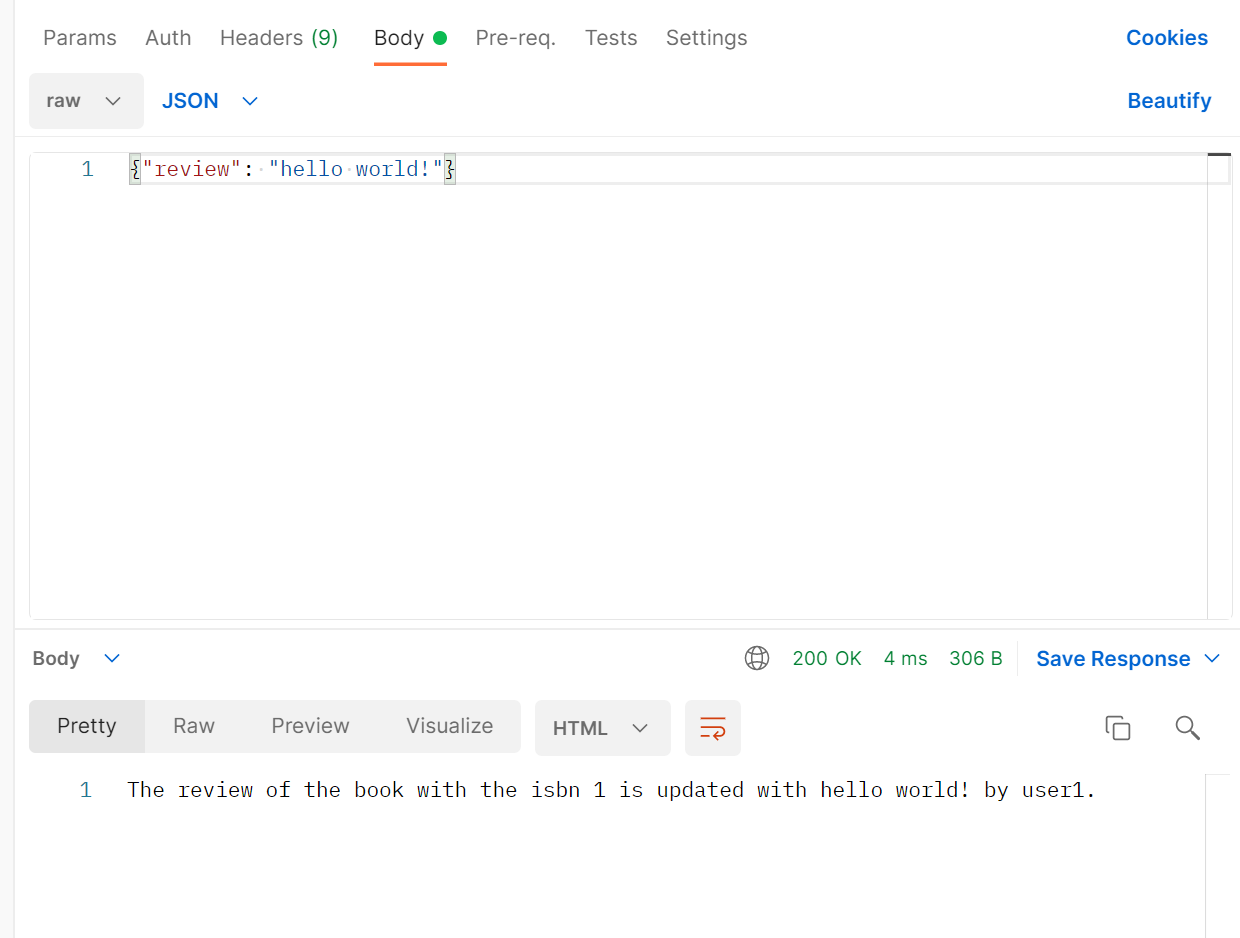 Params Auth Headers (9) Body Pre-req. Tests Settings Cookies
raw JSON Beautify
1 {"review": "hello world!"}
Body 200 OK 4 ms 306 B Save Response
Pretty Raw Preview Visualize HTML
1 The review of the book with the isbn 1 is updated with hello world! by user1.